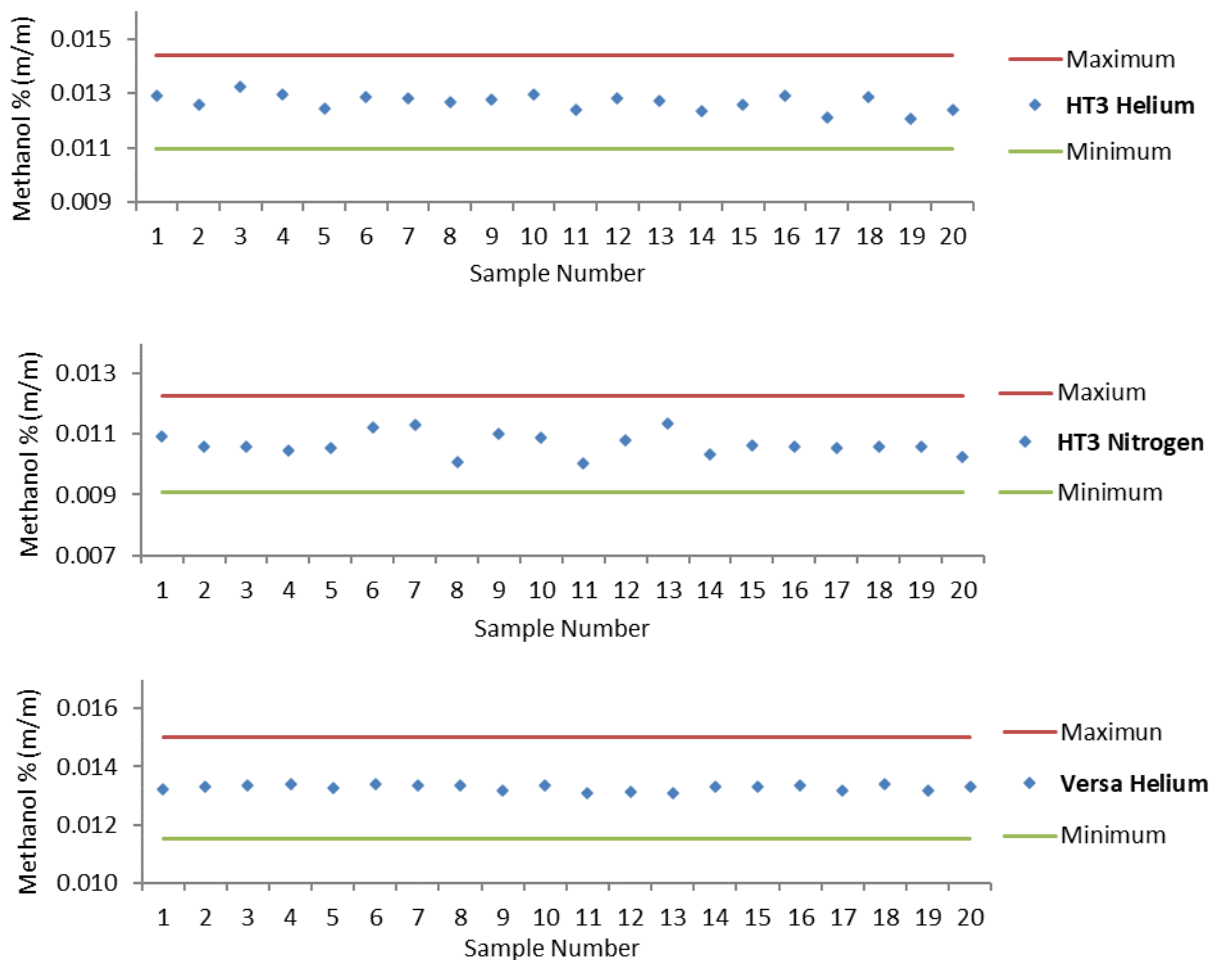 Methanol % (m/m)
0.015
0.013
0.011
0.009
1 2 3 4 5 6 7 8 9 10 11 12 13 14 15 16 17 18 19 20
Sample Number
Maximum
HT3 Helium
Minimum
Methanol % (m/m)
0.013
0.011
0.009
0.007
1 2 3 4 5 6 7 8 9 10 11 12 13 14 15 16 17 18 19 20
Sample Number
Maxium
HT3 Nitrogen
Minimum
Methanol % (m/m)
0.016
0.014
0.012
0.010
1 2 3 4 5 6 7 8 9 10 11 12 13 14 15 16 17 18 19 20
Sample Number
Maximun
Versa Helium
Minimum